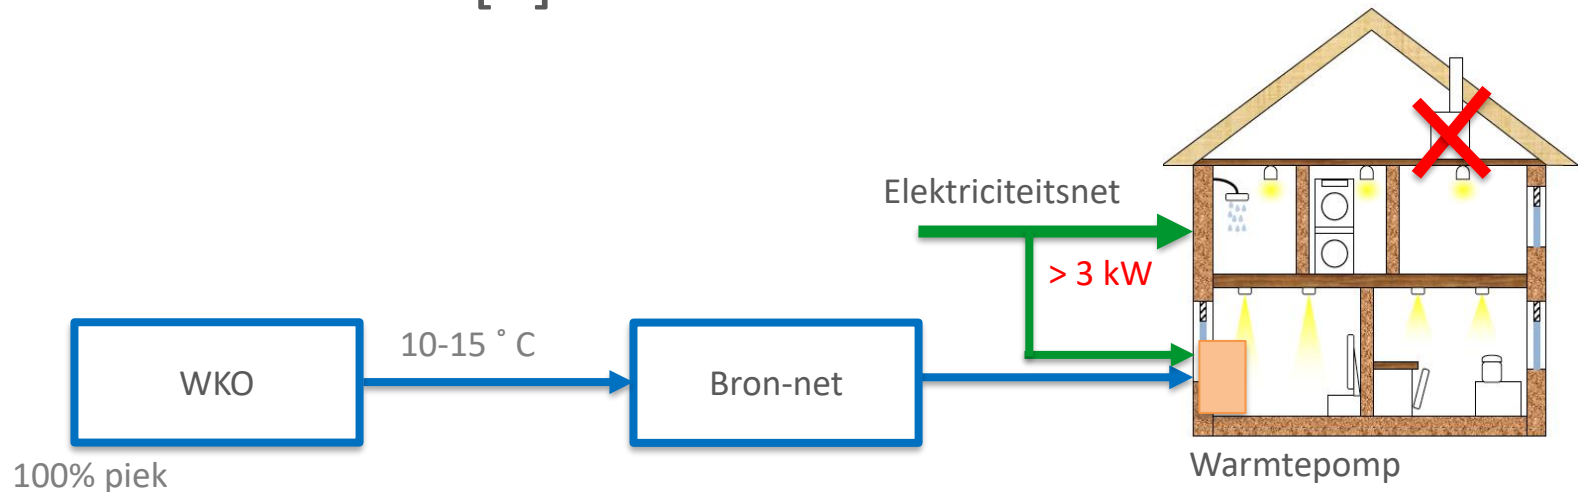 Elektriciteitsnet
> 3 kW
10-15 ˚ C
WKO
Bron-net
100% piek
Warmtepomp